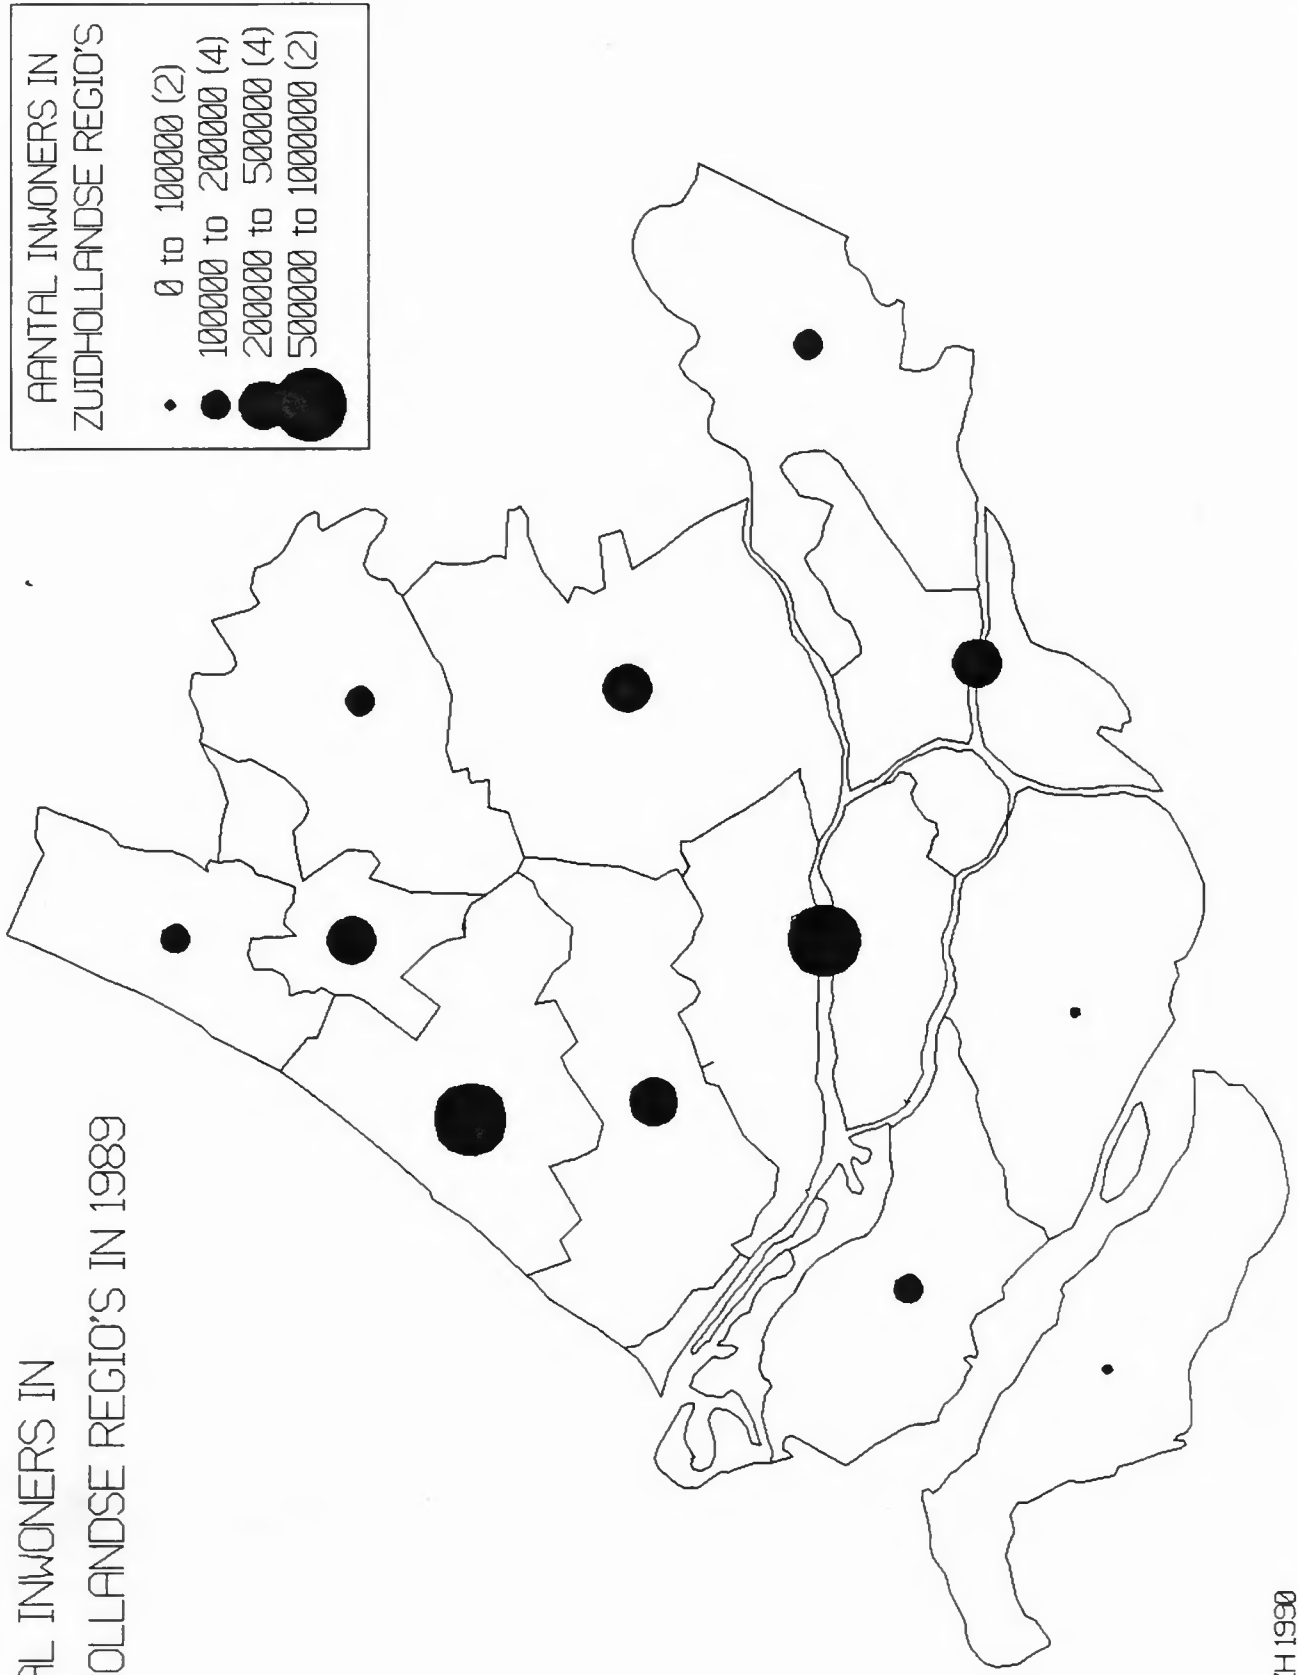 AL INWONERS IN
OLLANDSE REGIO'S IN 1989
AANTAL INWONERS IN
ZUIDHOLLANDSE REGIO'S
0 to 100000 (2)
100000 to 200000 (4)
200000 to 500000 (4)
500000 to 1000000 (2)
ZH 1990